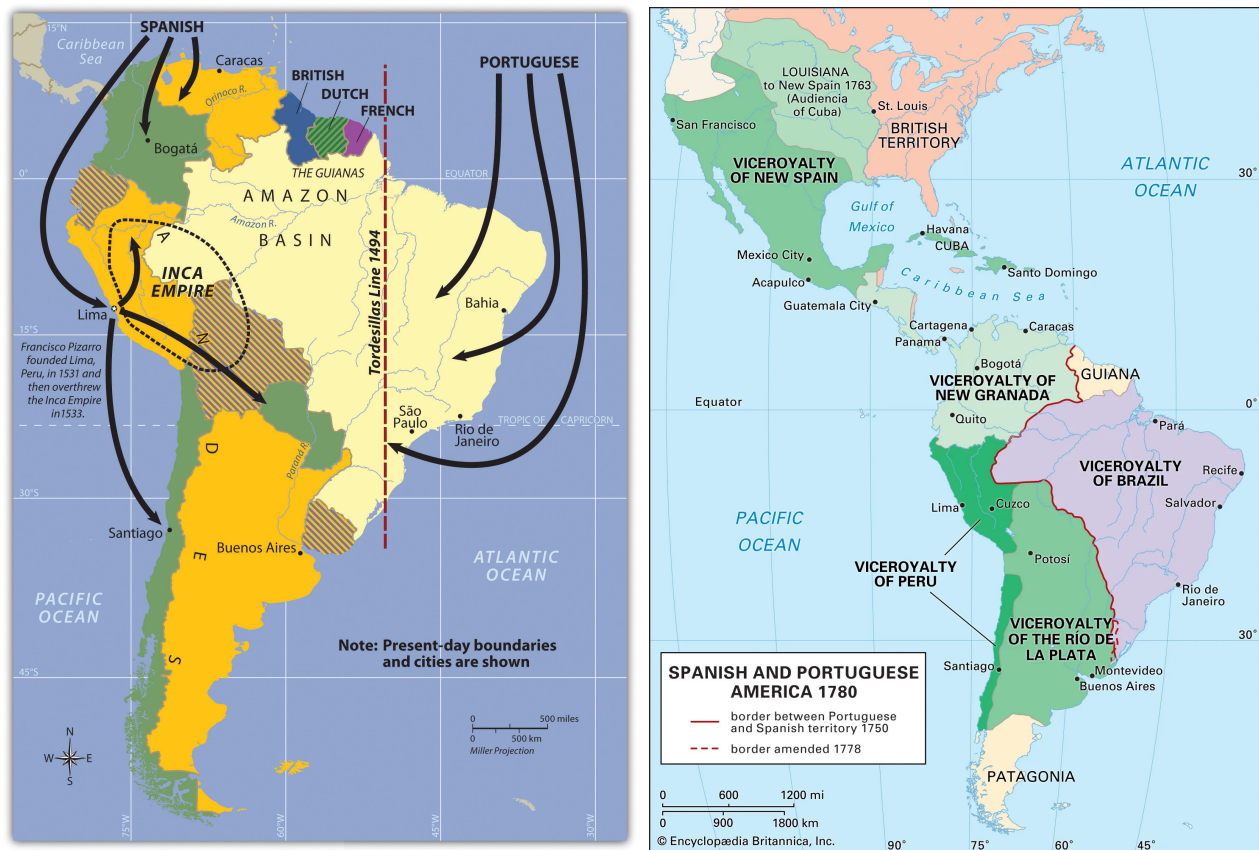 15°N
SPANISH
Caribbean
Sea
Caracas
Orinoco R.
BRITISH
DUTCH
FRENCH
PORTUGUESE
Bogatá
THE GUIANAS
0°
EQUATOR
AMAZON
BASIN
Amazon R.
A
N
D
E
S
INCA
EMPIRE
Tordesillas Line 1494
Lima
Bahia
15°S
Francisco Pizarro
founded Lima,
Peru, in 1531 and
then overthrew
the Inca Empire
in1533.
São
Paulo
TROPIC OF CAPRICORN
Rio de
Janeiro
Paraná R.
30°S
Santiago
Buenos Aires
ATLANTIC
OCEAN
PACIFIC
OCEAN
Note: Present-day boundaries
and cities are shown
45°S
0 500 miles
0 500 km
Miller Projection
N
W E
S
75°W
60°W
45°W
30°W
LOUISIANA
to New Spain 1763
(Audiencia
of Cuba)
St. Louis
San Francisco
BRITISH
TERRITORY
VICEROYALTY
OF NEW SPAIN
ATLANTIC
OCEAN
30°
Gulf of
Mexico
Havana
CUBA
Mexico City
Acapulco
Santo Domingo
Caribbean Sea
Guatemala City
Cartagena
Caracas
Panama
Bogotá
GUIANA
VICEROYALTY OF
NEW GRANADA
Equator
0°
Quito
Pará
VICEROYALTY
OF BRAZIL
Recife
Lima
Cuzco
Salvador
PACIFIC
OCEAN
Potosí
VICEROYALTY
OF PERU
Rio de
Janeiro
VICEROYALTY
OF THE RÍO DE
LA PLATA
30°
Santiago
Montevideo
Buenos Aires
SPANISH AND PORTUGUESE
AMERICA 1780
border between Portuguese
and Spanish territory 1750
border amended 1778
PATAGONIA
0 600 1200 mi
0 900 1800 km
© Encyclopædia Britannica, Inc.
90°
75°
60°
45°